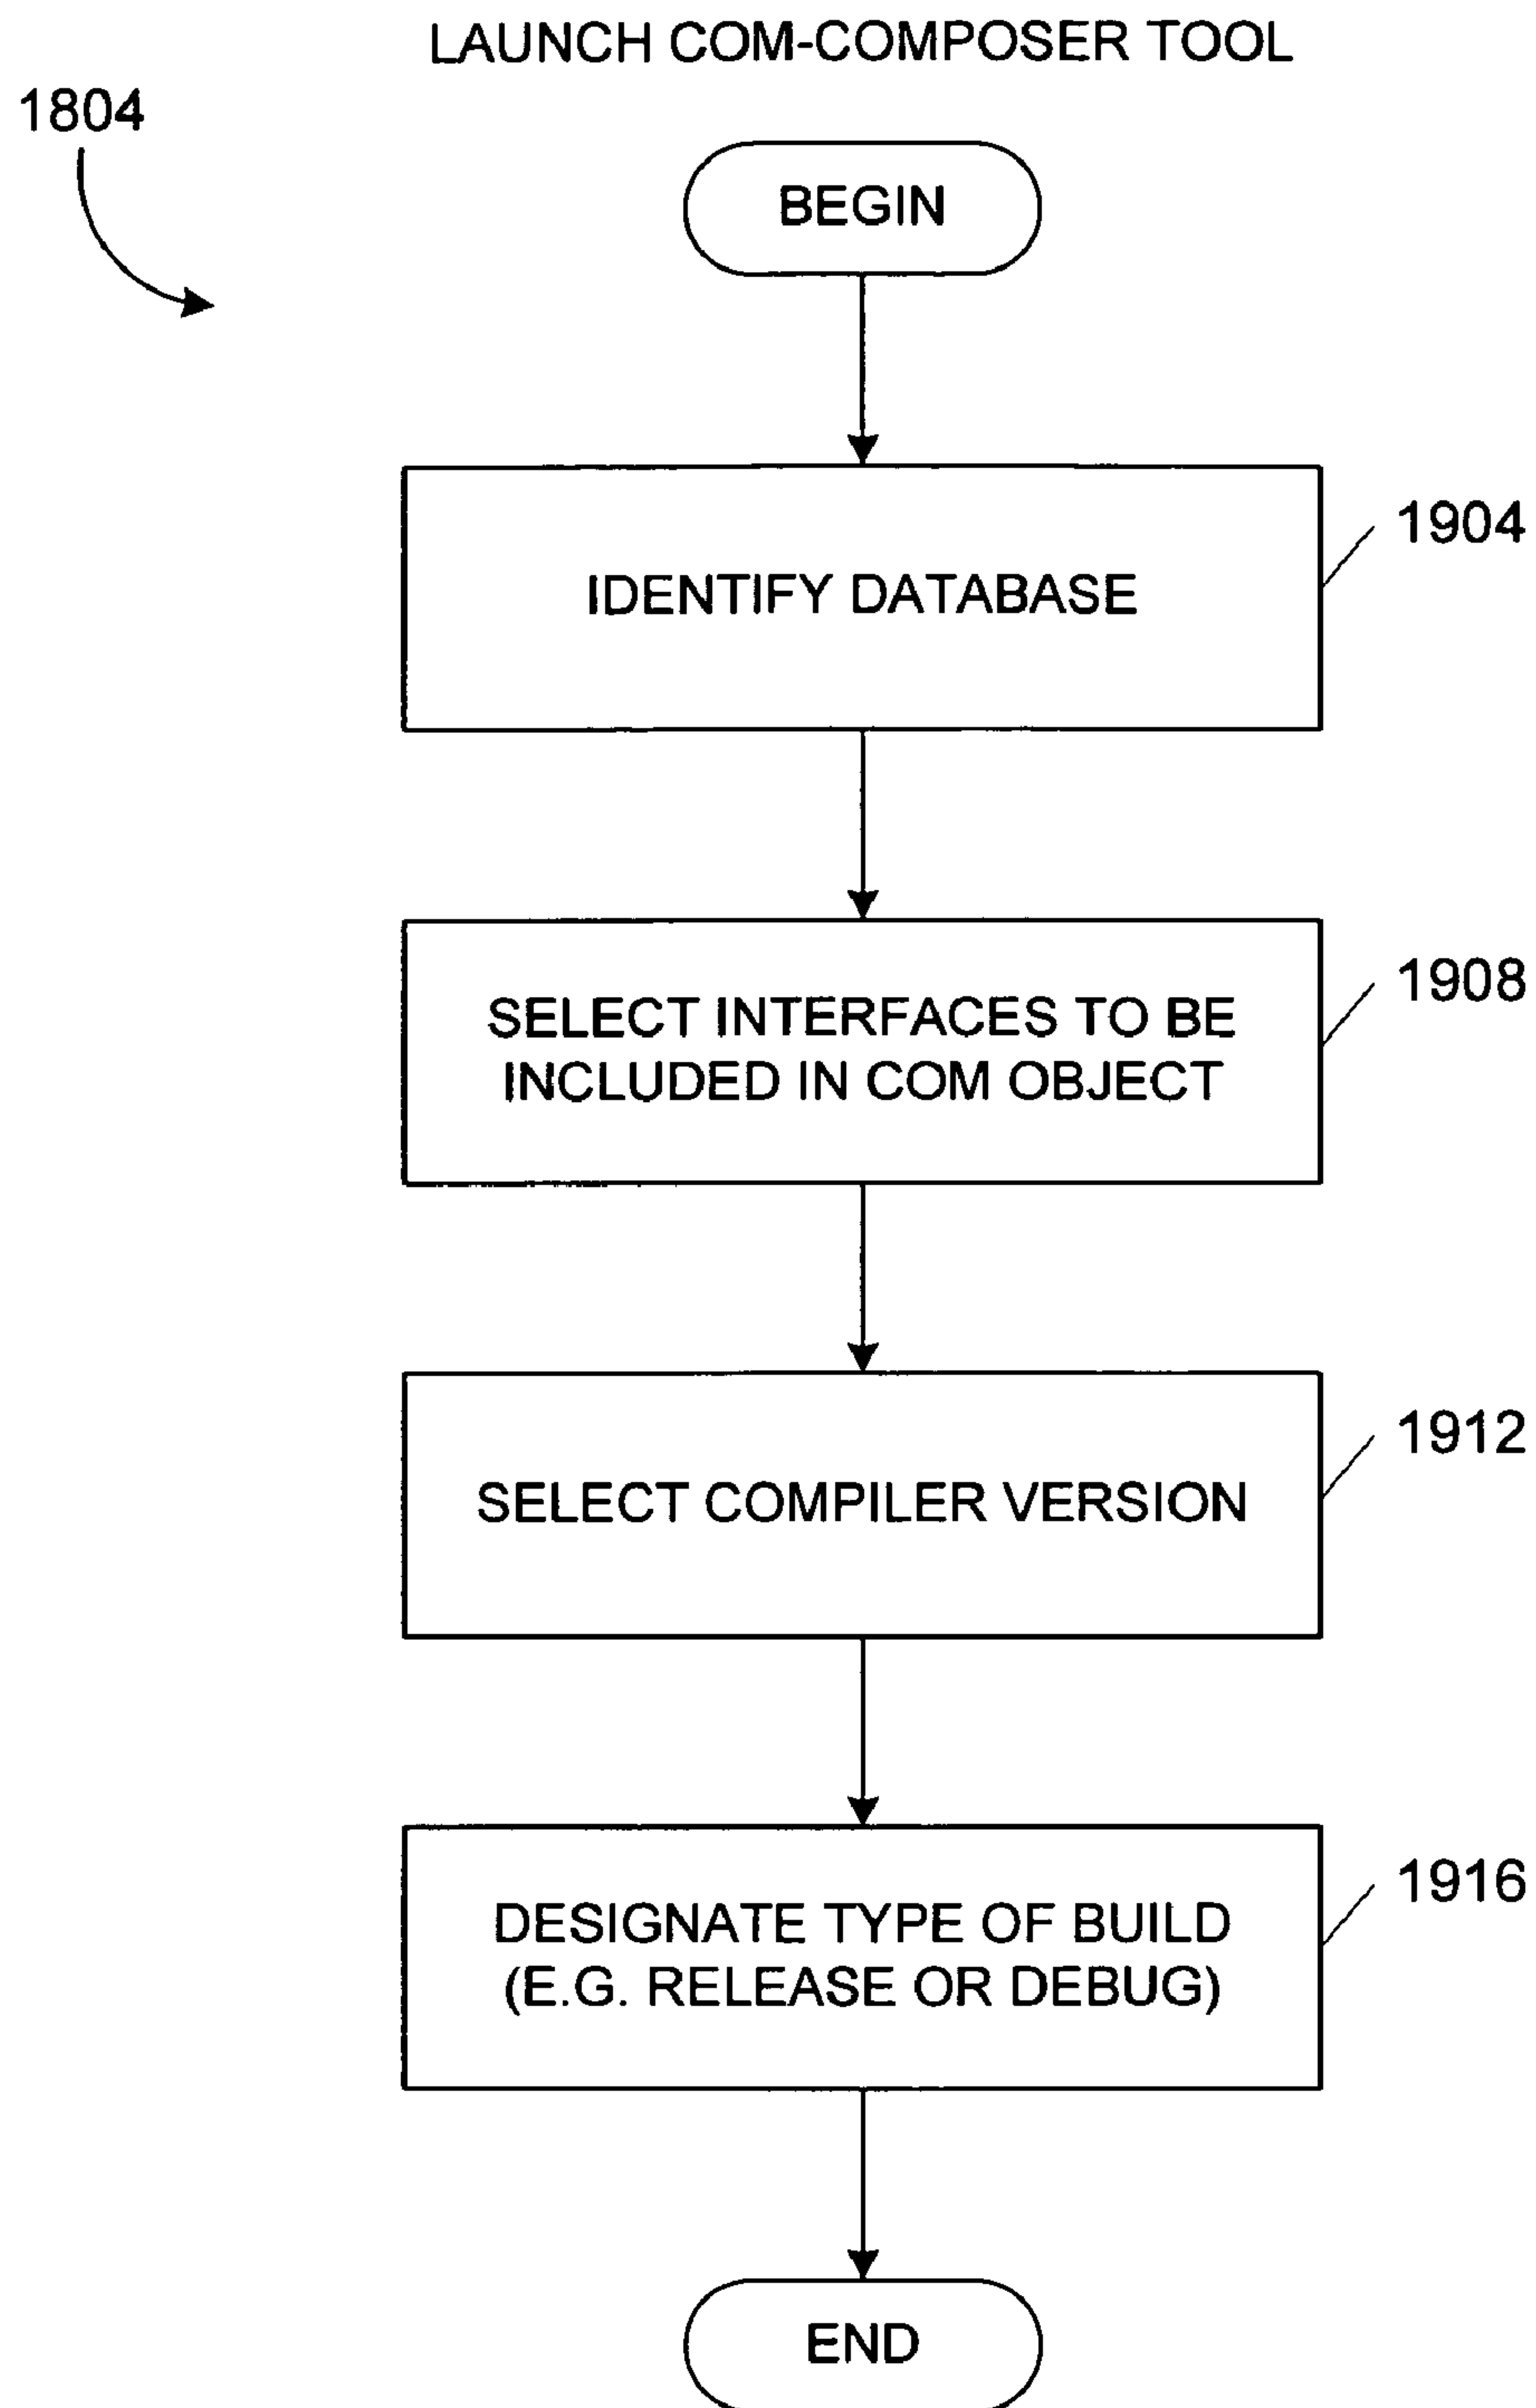 LAUNCH COM-COMPOSER TOOL
1804
BEGIN
IDENTIFY DATABASE
1904
SELECT INTERFACES TO BE
INCLUDED IN COM OBJECT
1908
SELECT COMPILER VERSION
1912
DESIGNATE TYPE OF BUILD
(E.G. RELEASE OR DEBUG)
1916
END